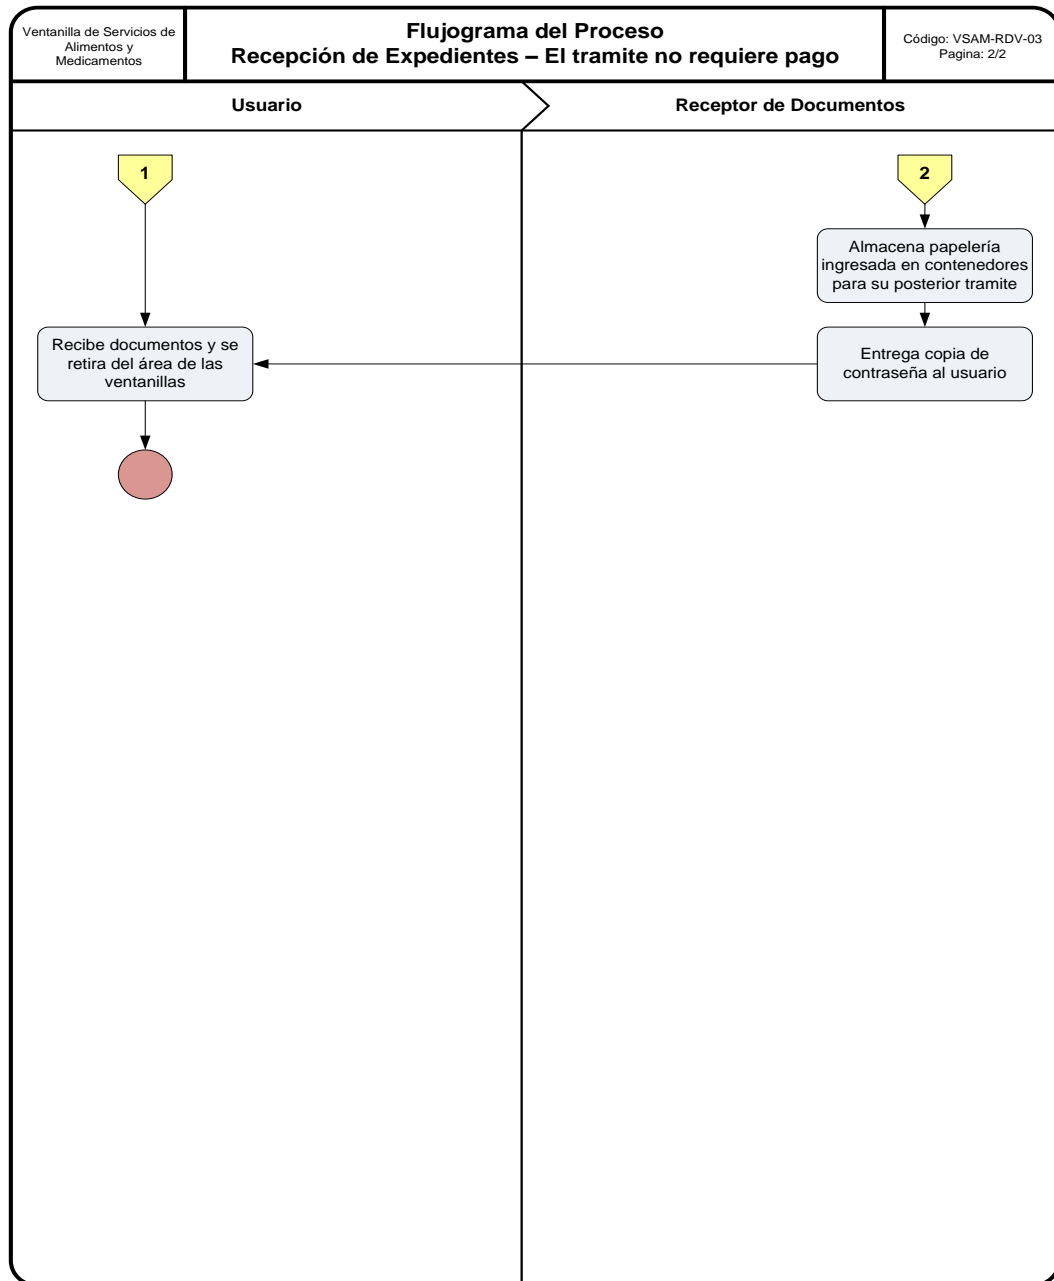 Ventanilla de Servicios de
Alimentos y
Medicamentos
Flujograma del Proceso
Recepción de Expedientes – El tramite no requiere pago
Código: VSAM-RDV-03
Pagina: 2/2
Usuario
Receptor de Documentos
1
2
Almacena papelería
ingresada en contenedores
para su posterior tramite
Recibe documentos y se
retira del área de las
ventanillas
Entrega copia de
contraseña al usuario